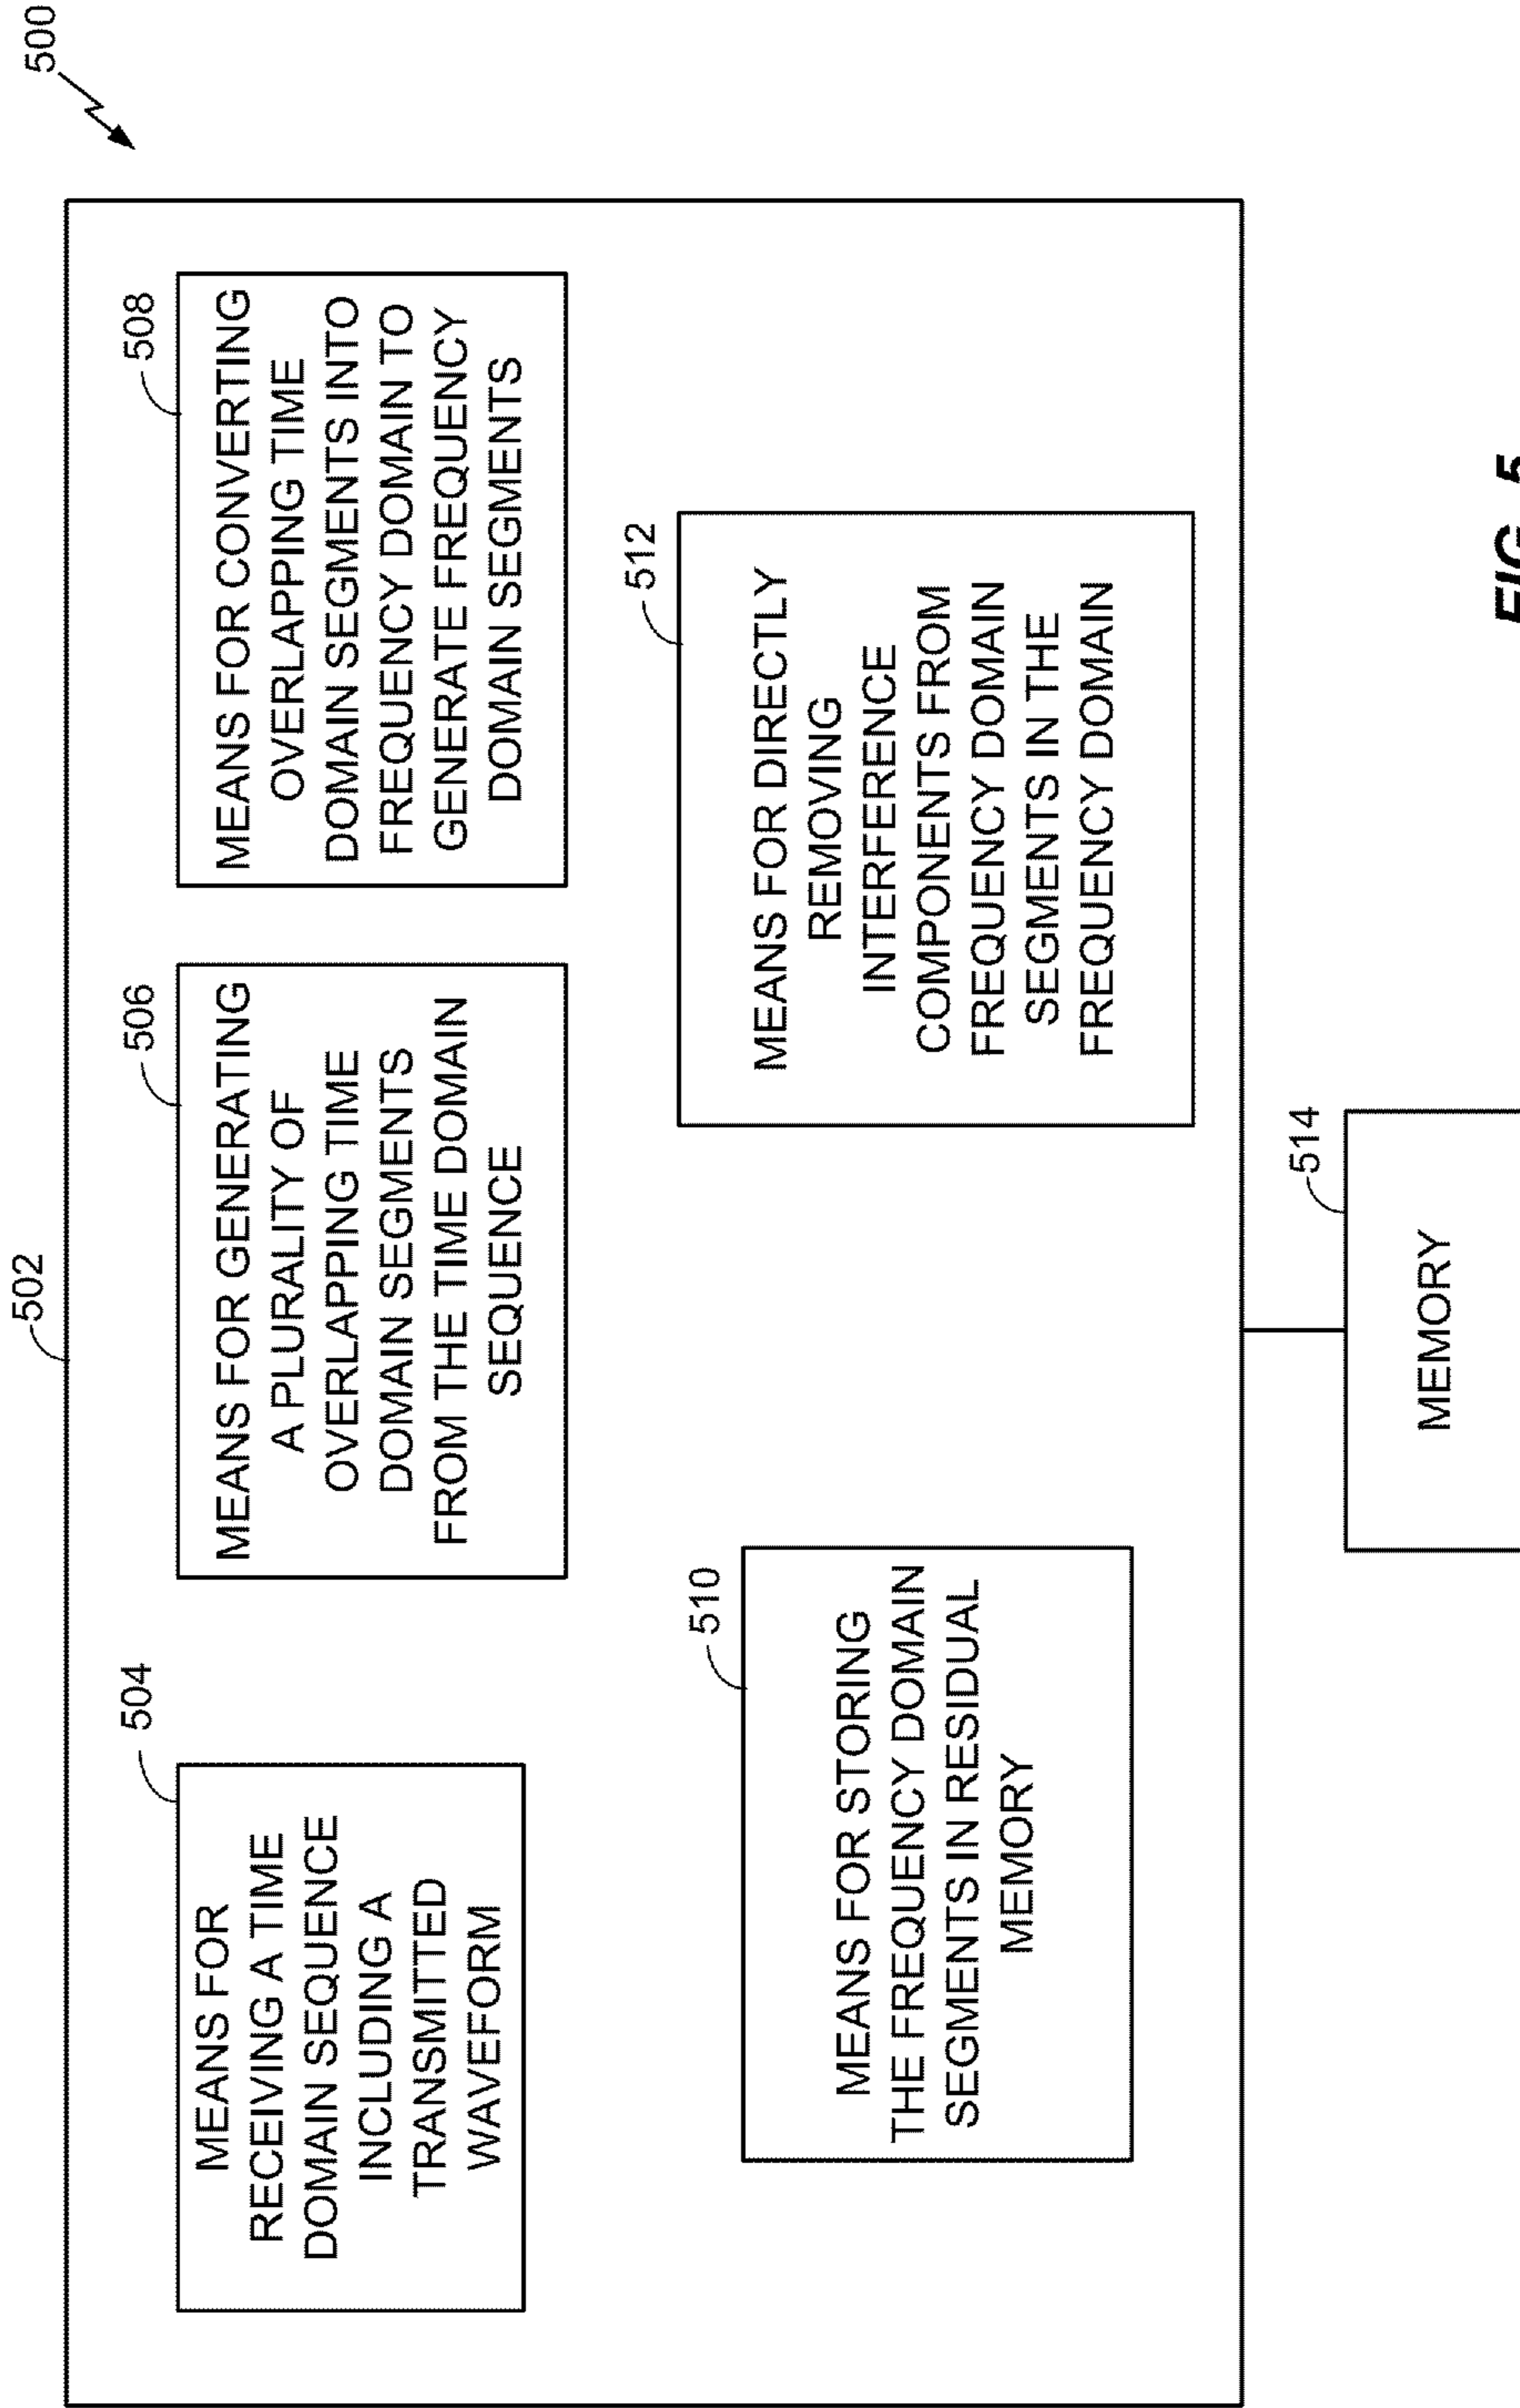 500
502
504
MEANS FOR
RECEIVING A TIME
DOMAIN SEQUENCE
INCLUDING A
TRANSMITTED
WAVEFORM
506
MEANS FOR GENERATING
A PLURALITY OF
OVERLAPPING TIME
DOMAIN SEGMENTS
FROM THE TIME DOMAIN
SEQUENCE
508
MEANS FOR CONVERTING
OVERLAPPING TIME
DOMAIN SEGMENTS INTO
FREQUENCY DOMAIN TO
GENERATE FREQUENCY
DOMAIN SEGMENTS
510
MEANS FOR STORING
THE FREQUENCY DOMAIN
SEGMENTS IN RESIDUAL
MEMORY
512
MEANS FOR DIRECTLY
REMOVING
INTERFERENCE
COMPONENTS FROM
FREQUENCY DOMAIN
SEGMENTS IN THE
FREQUENCY DOMAIN
514
MEMORY
FIG. 5